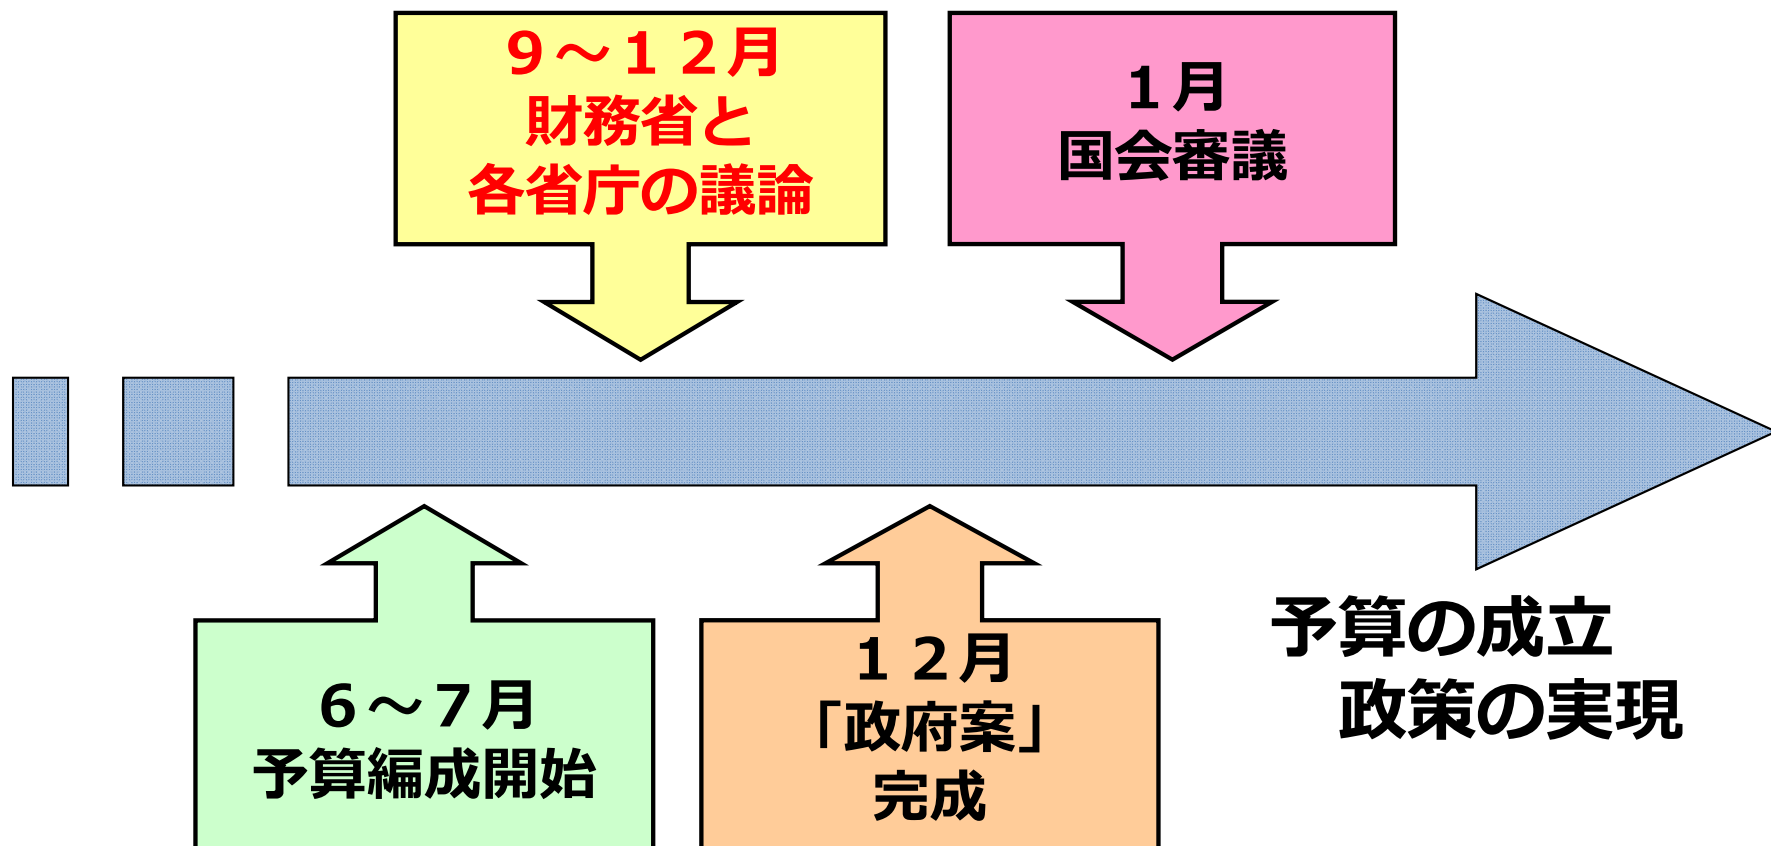 ９～１２月
財務省と
各省庁の議論
１月
国会審議
６～７月
予算編成開始
１２月
「政府案」
完成
予算の成立
政策の実現